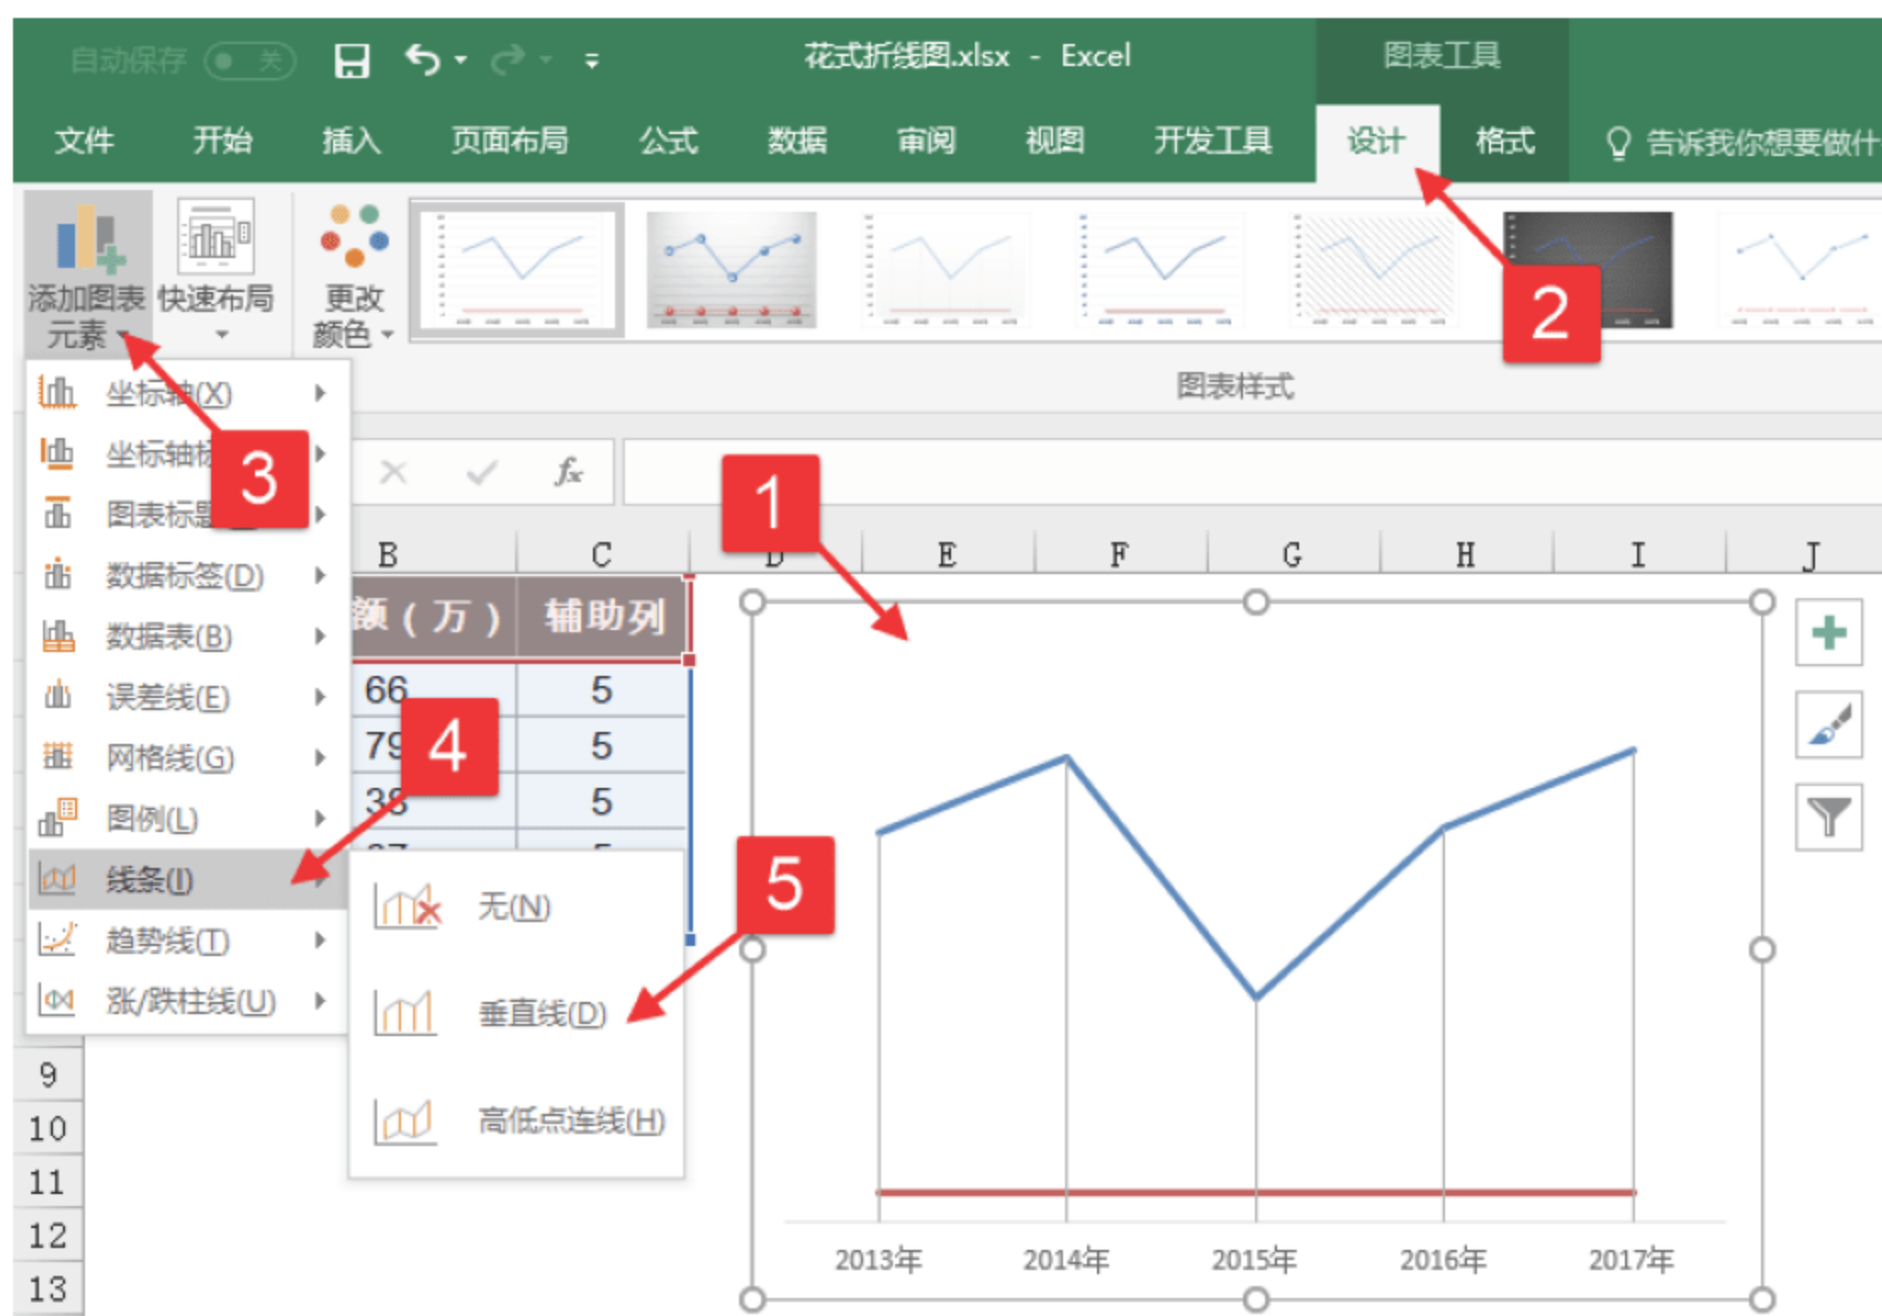 自动保存 关 花式折线图.xlsx - Excel 图表工具
文件 开始 插入 页面布局 公式 数据 审阅 视图 开发工具 设计 格式 告诉我你想要做什
添加图表 快速布局 更改
元素 颜色
2
图表样式
坐标轴(X)
坐标轴标
3
图表标题
数据标签(D)
数据表(B)
误差线(E)
网格线(G)
图例(L)
线条(I)
趋势线(T)
涨/跌柱线(U)
fx
1
B C D E F G H I J
额(万) 辅助列
66 5
79 5
4
38 5
5
无(N)
垂直线(D)
高低点连线(H)
9
10
11
12
13
2013年 2014年 2015年 2016年 2017年